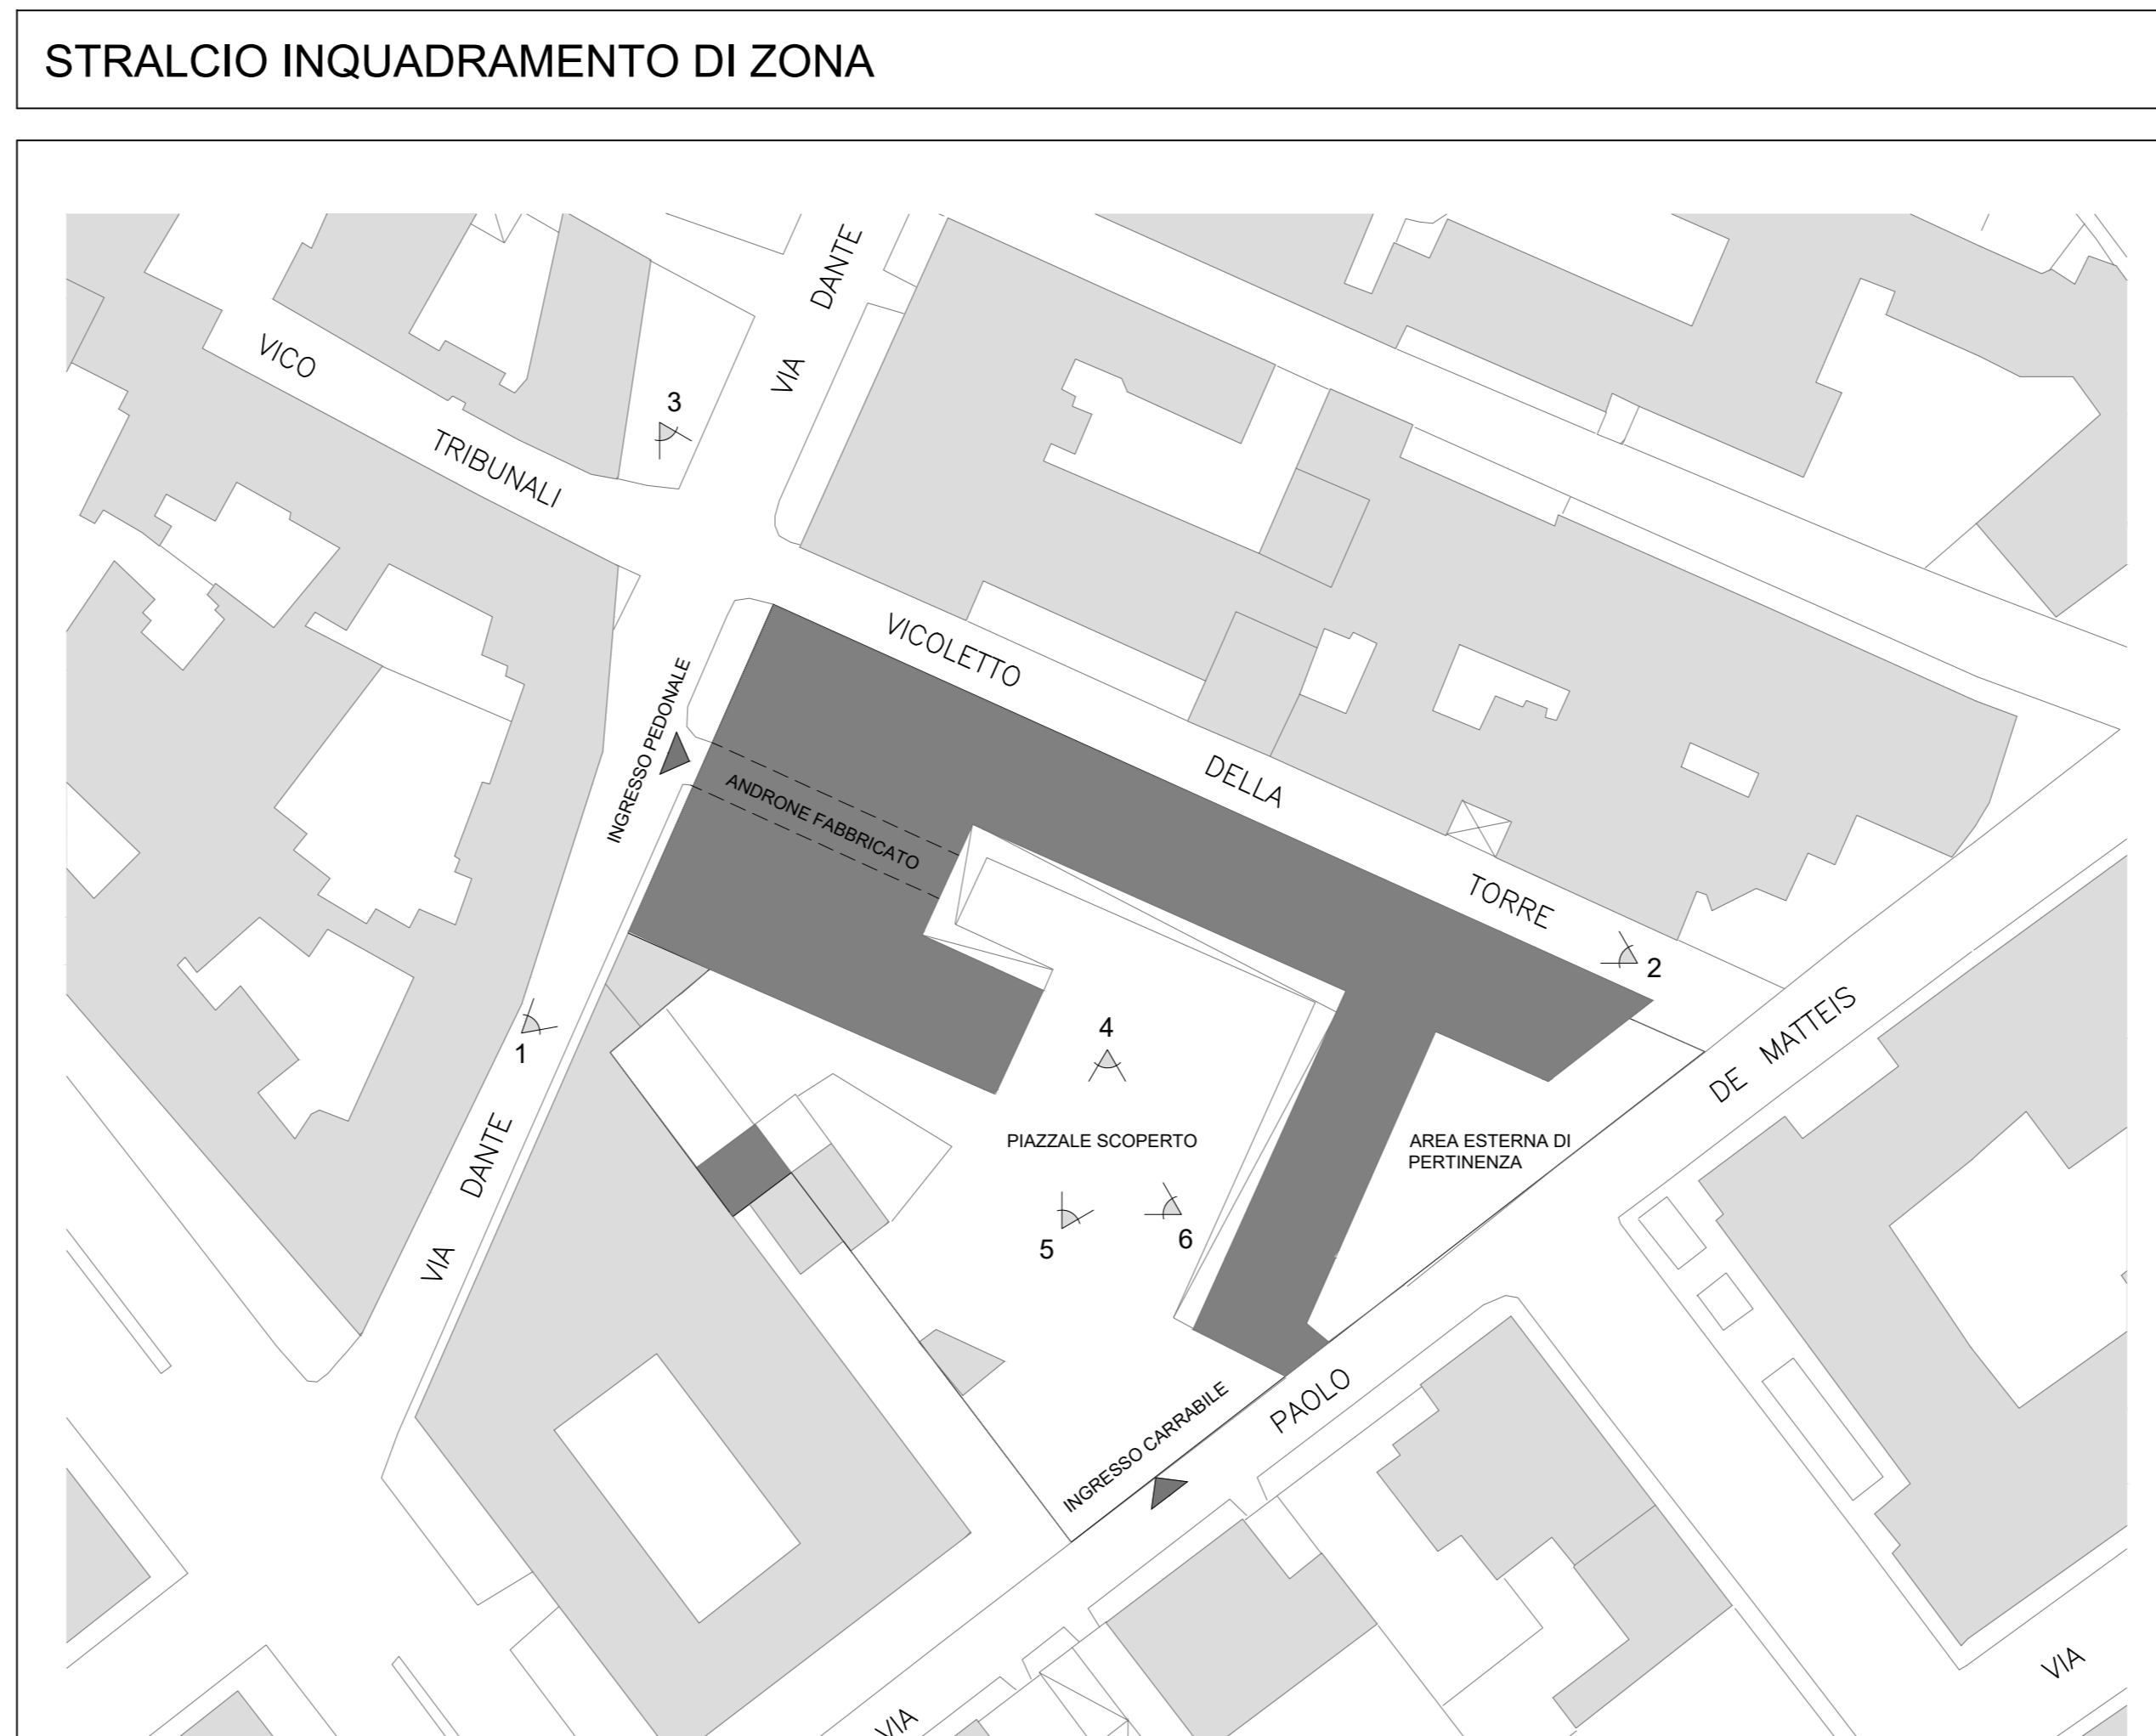 STRALCIO INQUADRAMENTO DI ZONA
VIA DANTE
VICO TRIBUNALI
3
VICOLETTO DELLA TORRE
INGRESSO PEDONALE
ANDRONE FABBRICATO
2
1
4
VIA DANTE
PIAZZALE SCOPERTO
AREA ESTERNA DI
PERTINENZA
5
6
INGRESSO CARRABILE
VIA PAOLO DE MATTEIS
VIA